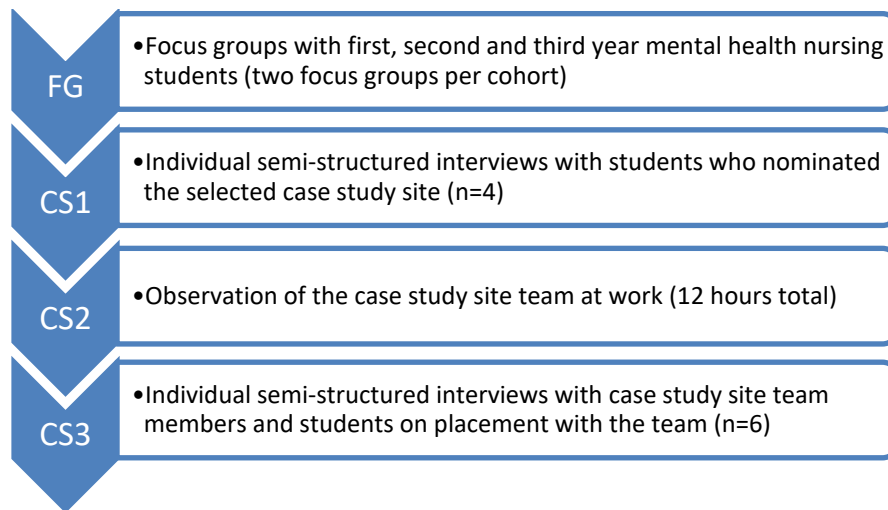 FG
•Focus groups with first, second and third year mental health nursing
students (two focus groups per cohort)
CS1
•Individual semi-structured interviews with students who nominated
the selected case study site (n=4)
CS2
•Observation of the case study site team at work (12 hours total)
CS3
•Individual semi-structured interviews with case study site team
members and students on placement with the team (n=6)